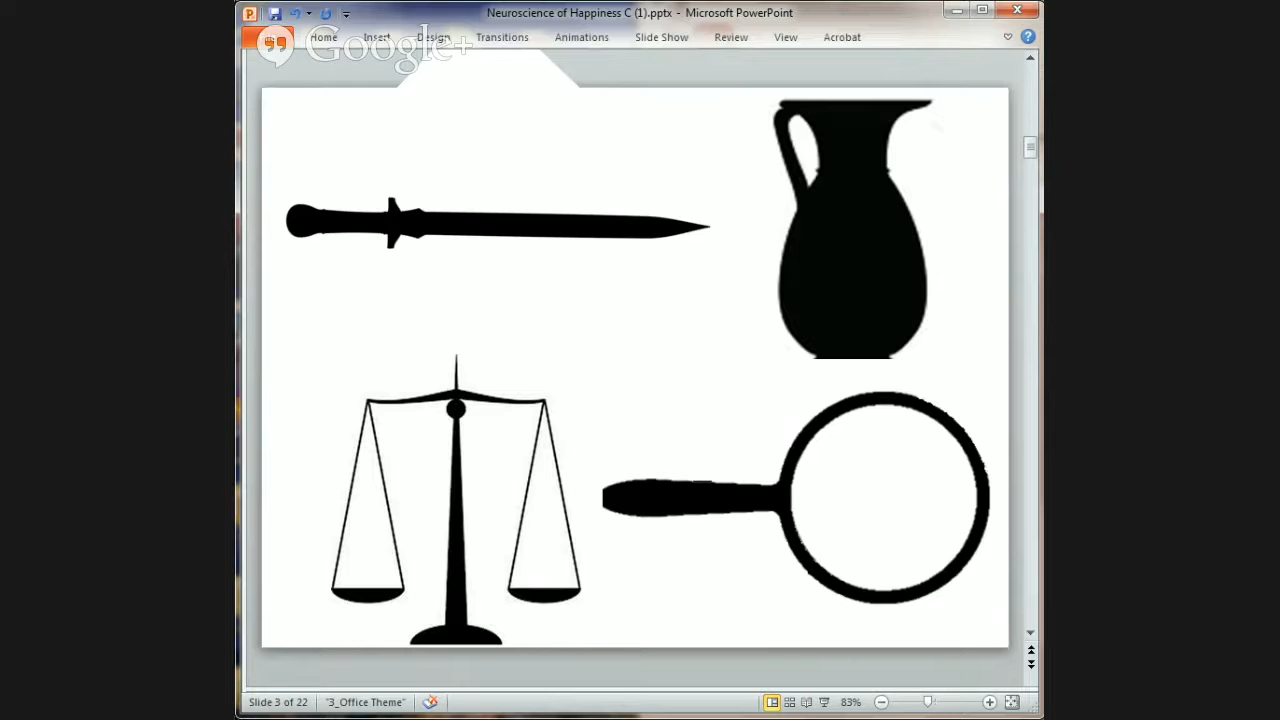 Neuroscience of Happiness C (1).pptx - Microsoft PowerPoint
Home Insert Design Transitions Animations Slide Show Review View Acrobat
Google+
Slide 3 of 22 "3_Office Theme" 83%